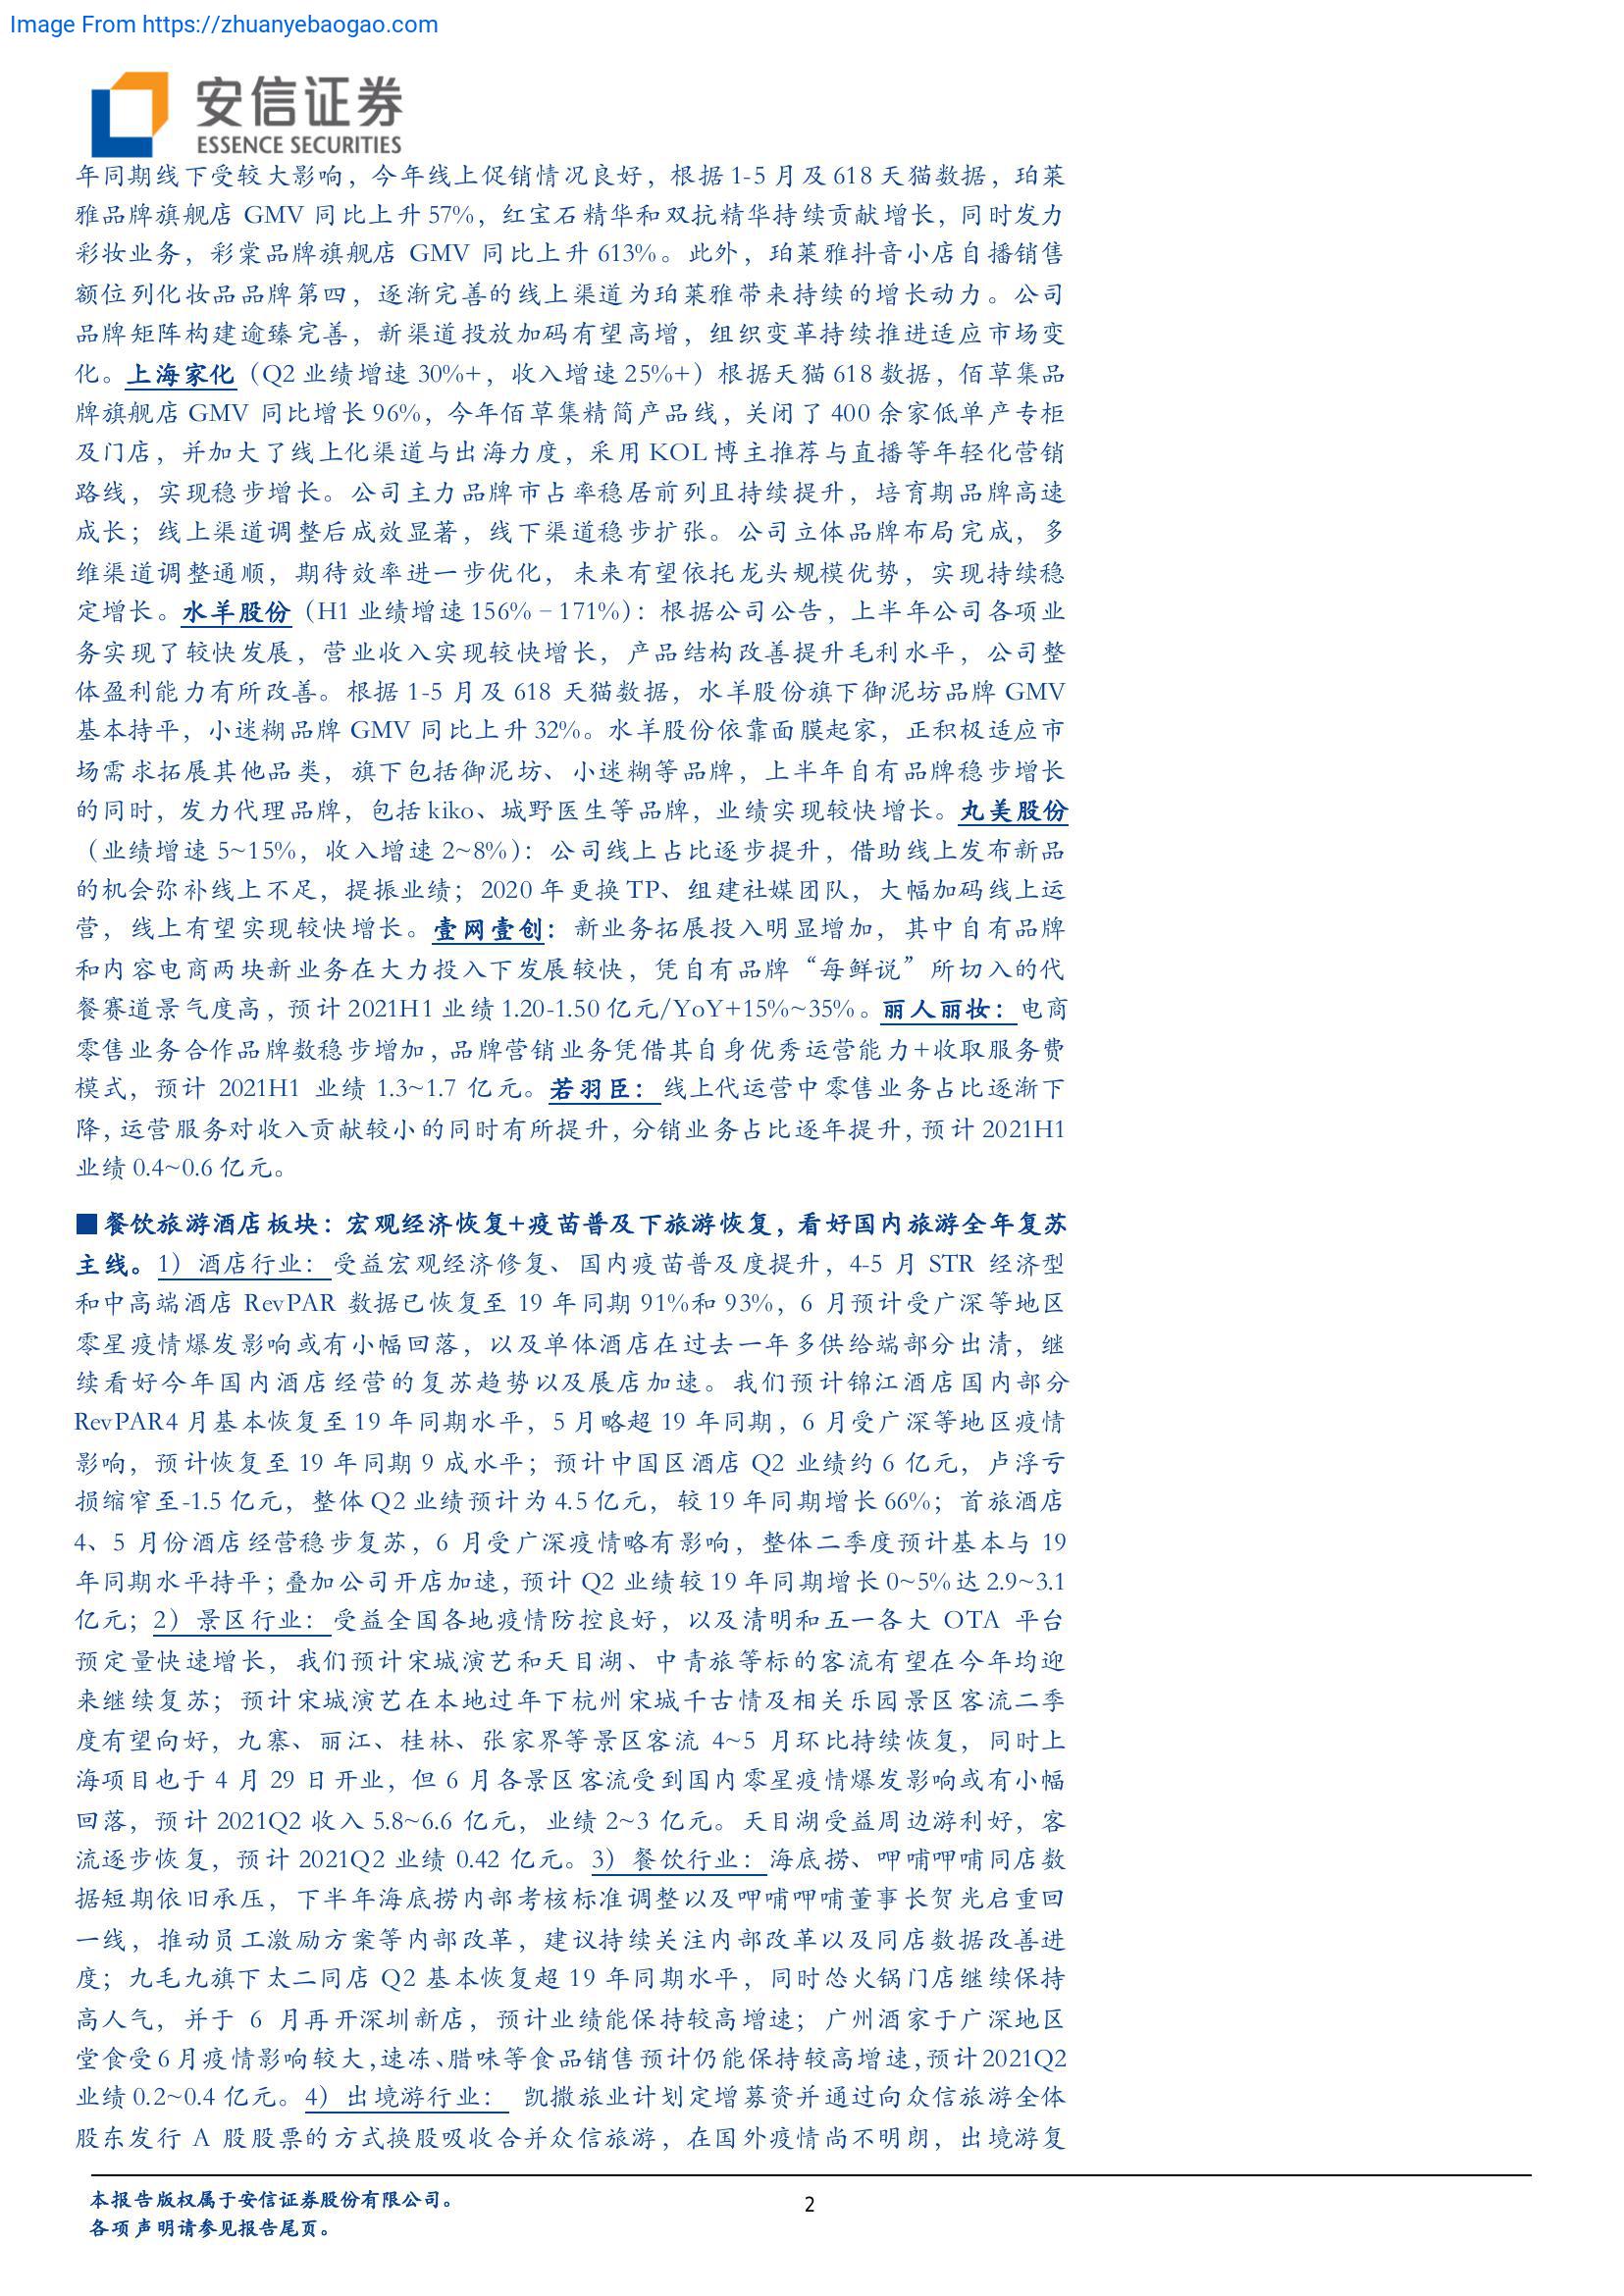 Image From https://zhuanyebaogao.com
安信证券
ESSENCE SECURITIES
年同期线下受较大影响，今年线上促销情况良好，根据 1-5 月及 618 天猫数据，珀莱
雅品牌旗舰店 GMV 同比上升 57%，红宝石精华和双抗精华持续贡献增长，同时发力
彩妆业务，彩棠品牌旗舰店 GMV 同比上升 613%。此外，珀莱雅抖音小店自播销售
额位列化妆品品牌第四，逐渐完善的线上渠道为珀莱雅带来持续的增长动力。公司
品牌矩阵构建逾臻完善，新渠道投放加码有望高增，组织变革持续推进适应市场变
化。上海家化（Q2 业绩增速 30%+，收入增速 25%+）根据天猫 618 数据，佰草集品
牌旗舰店 GMV 同比增长 96%，今年佰草集精简产品线，关闭了 400 余家低单产专柜
及门店，并加大了线上化渠道与出海力度，采用 KOL 博主推荐与直播等年轻化营销
路线，实现稳步增长。公司主力品牌市占率稳居前列且持续提升，培育期品牌高速
成长；线上渠道调整后成效显著，线下渠道稳步扩张。公司立体品牌布局完成，多
维渠道调整通顺，期待效率进一步优化，未来有望依托龙头规模优势，实现持续稳
定增长。水羊股份（H1 业绩增速 156%－171%）：根据公司公告，上半年公司各项业
务实现了较快发展，营业收入实现较快增长，产品结构改善提升毛利水平，公司整
体盈利能力有所改善。根据 1-5 月及 618 天猫数据，水羊股份旗下御泥坊品牌 GMV
基本持平，小迷糊品牌 GMV 同比上升 32%。水羊股份依靠面膜起家，正积极适应市
场需求拓展其他品类，旗下包括御泥坊、小迷糊等品牌，上半年自有品牌稳步增长
的同时，发力代理品牌，包括 kiko、城野医生等品牌，业绩实现较快增长。丸美股份
（业绩增速 5~15%，收入增速 2~8%）：公司线上占比逐步提升，借助线上发布新品
的机会弥补线上不足，提振业绩；2020 年更换 TP、组建社媒团队，大幅加码线上运
营，线上有望实现较快增长。壹网壹创：新业务拓展投入明显增加，其中自有品牌
和内容电商两块新业务在大力投入下发展较快，凭自有品牌“每鲜说”所切入的代
餐赛道景气度高，预计 2021H1 业绩 1.20-1.50 亿元/YoY+15%~35%。丽人丽妆：电商
零售业务合作品牌数稳步增加，品牌营销业务凭借其自身优秀运营能力+收取服务费
模式，预计 2021H1 业绩 1.3~1.7 亿元。若羽臣：线上代运营中零售业务占比逐渐下
降，运营服务对收入贡献较小的同时有所提升，分销业务占比逐年提升，预计 2021H1
业绩 0.4~0.6 亿元。
■餐饮旅游酒店板块：宏观经济恢复+疫苗普及下旅游恢复，看好国内旅游全年复苏
主线。1）酒店行业：受益宏观经济修复、国内疫苗普及度提升，4-5 月 STR 经济型
和中高端酒店 RevPAR 数据已恢复至 19 年同期 91%和 93%，6 月预计受广深等地区
零星疫情爆发影响或有小幅回落，以及单体酒店在过去一年多供给端部分出清，继
续看好今年国内酒店经营的复苏趋势以及展店加速。我们预计锦江酒店国内部分
RevPAR4 月基本恢复至 19 年同期水平，5 月略超 19 年同期，6 月受广深等地区疫情
影响，预计恢复至 19 年同期 9 成水平；预计中国区酒店 Q2 业绩约 6 亿元，卢浮亏
损缩窄至-1.5 亿元，整体 Q2 业绩预计为 4.5 亿元，较 19 年同期增长 66%；首旅酒店
4、5 月份酒店经营稳步复苏，6 月受广深疫情略有影响，整体二季度预计基本与 19
年同期水平持平；叠加公司开店加速，预计 Q2 业绩较 19 年同期增长 0~5%达 2.9~3.1
亿元；2）景区行业：受益全国各地疫情防控良好，以及清明和五一各大 OTA 平台
预定量快速增长，我们预计宋城演艺和天目湖、中青旅等标的客流有望在今年均迎
来继续复苏；预计宋城演艺在本地过年下杭州宋城千古情及相关乐园景区客流二季
度有望向好，九寨、丽江、桂林、张家界等景区客流 4~5 月环比持续恢复，同时上
海项目也于 4 月 29 日开业，但 6 月各景区客流受到国内零星疫情爆发影响或有小幅
回落，预计 2021Q2 收入 5.8~6.6 亿元，业绩 2~3 亿元。天目湖受益周边游利好，客
流逐步恢复，预计 2021Q2 业绩 0.42 亿元。3）餐饮行业：海底捞、呷哺呷哺同店数
据短期依旧承压，下半年海底捞内部考核标准调整以及呷哺呷哺董事长贺光启重回
一线，推动员工激励方案等内部改革，建议持续关注内部改革以及同店数据改善进
度；九毛九旗下太二同店 Q2 基本恢复超 19 年同期水平，同时怂火锅门店继续保持
高人气，并于 6 月再开深圳新店，预计业绩能保持较高增速；广州酒家于广深地区
堂食受 6 月疫情影响较大，速冻、腊味等食品销售预计仍能保持较高增速，预计 2021Q2
业绩 0.2~0.4 亿元。4）出境游行业： 凯撒旅业计划定增募资并通过向众信旅游全体
股东发行 A 股股票的方式换股吸收合并众信旅游，在国外疫情尚不明朗，出境游复
本报告版权属于安信证券股份有限公司。
2
各项声明请参见报告尾页。